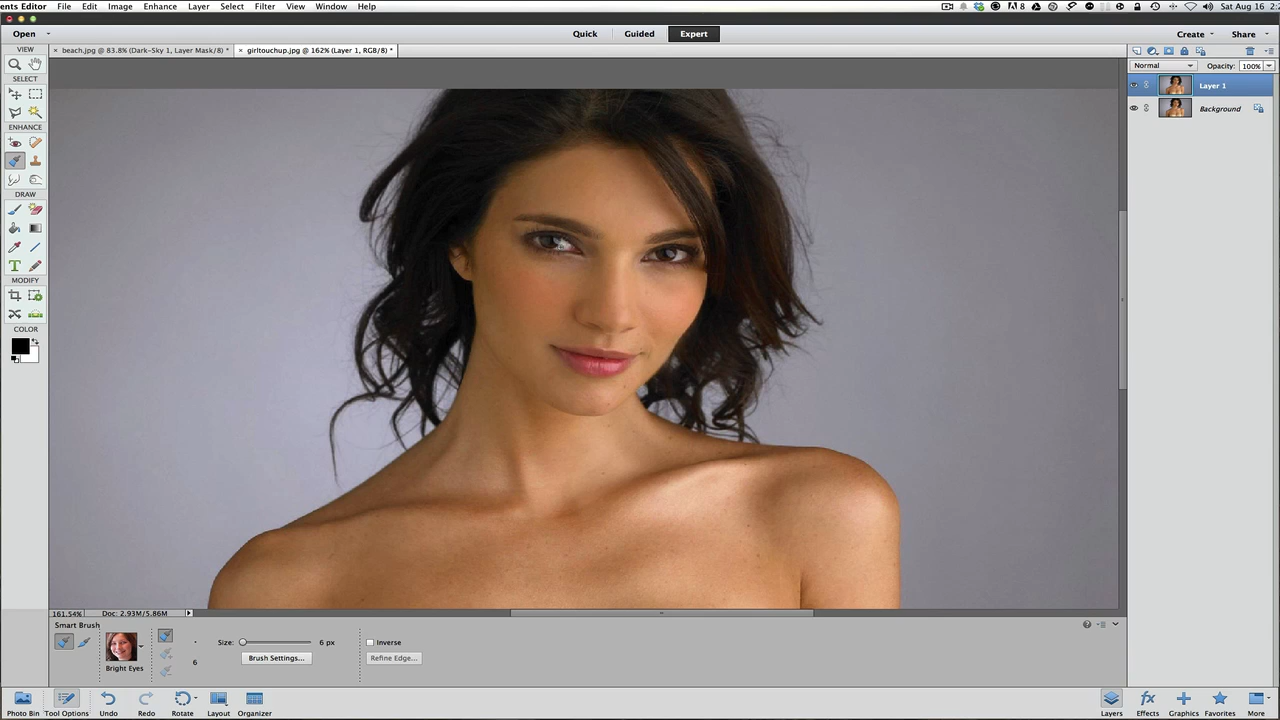 ents Editor File Edit Image Enhance Layer Select Filter View Window Help 8 Sat Aug 16
Open Quick Guided Expert Create Share
VIEW
× beach.jpg @ 83.8% (Dark-Sky 1, Layer Mask/8) * × girltouchup.jpg @ 162% (Layer 1, RGB/8) *
Normal Opacity: 100%
SELECT
Layer 1
Background
ENHANCE
DRAW
T
MODIFY
COLOR
161.54% Doc: 2.93M/5.86M
Smart Brush
Size: 6 px Inverse
6 Brush Settings... Refine Edge...
Bright Eyes
Photo Bin Tool Options Undo Redo Rotate Layout Organizer Layers Effects Graphics Favorites More